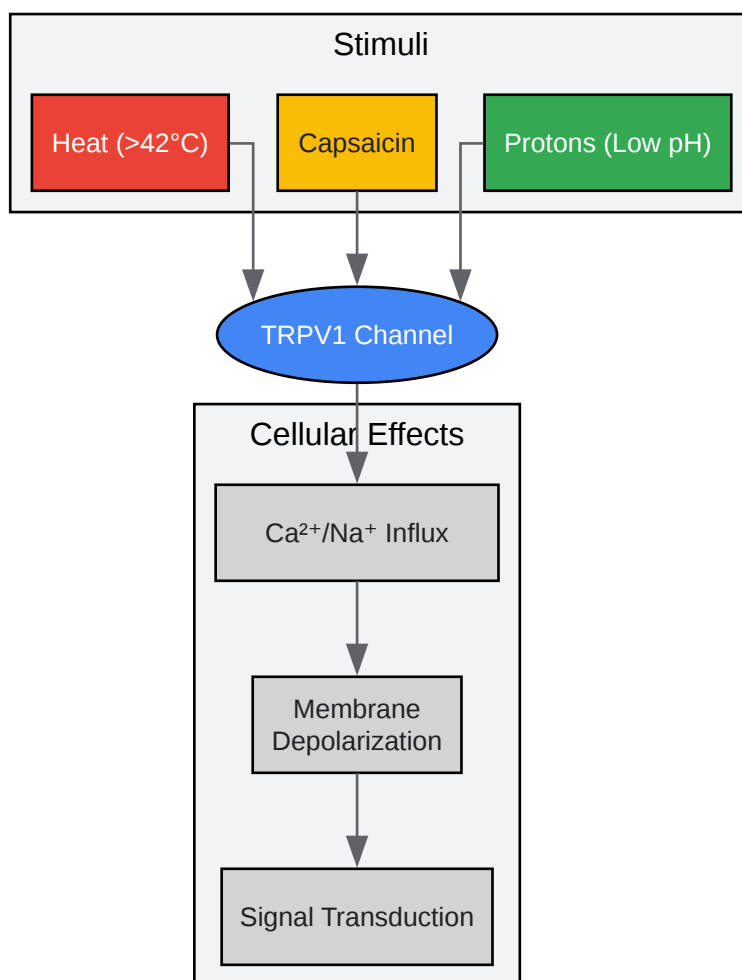 Stimuli
Heat (>42°C)
Capsaicin
Protons (Low pH)
TRPV1 Channel
Cellular Effects
Ca²⁺/Na⁺ Influx
Membrane
Depolarization
Signal Transduction